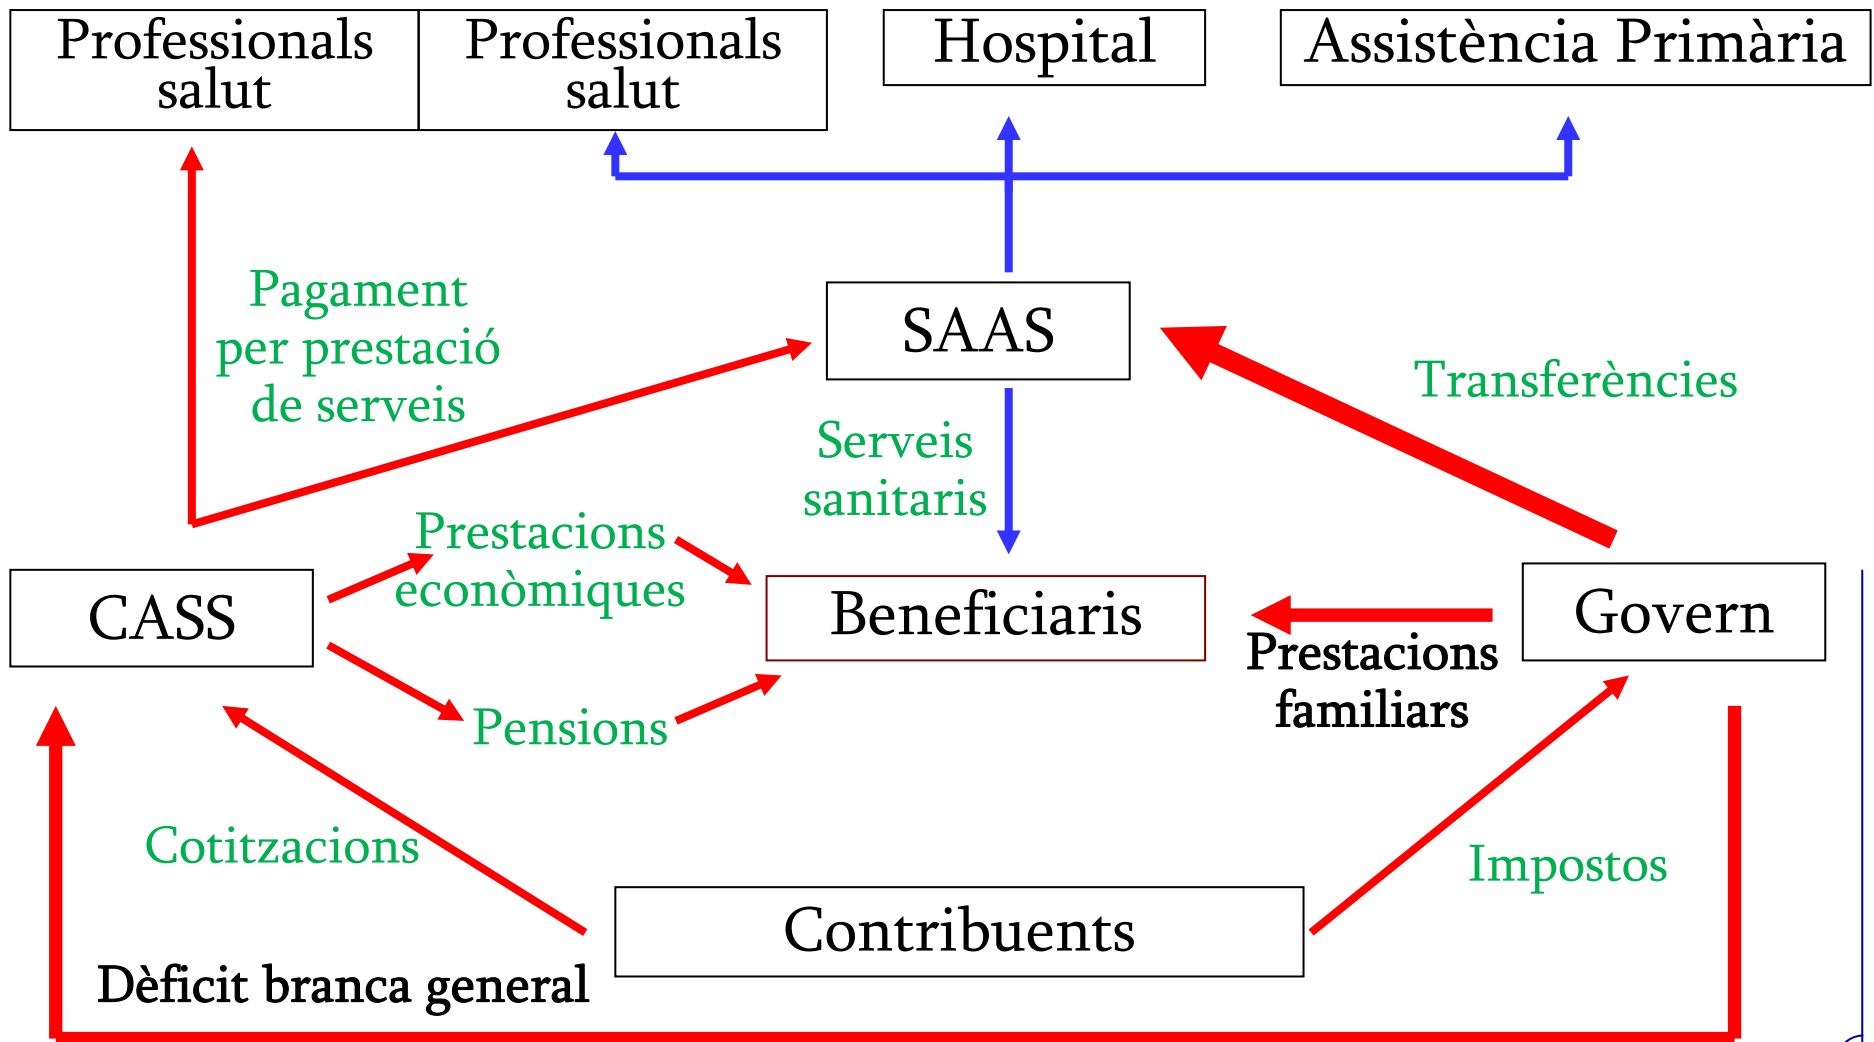 Professionals
salut
Professionals
salut
Hospital
Assistència Primària
Pagament
per prestació
de serveis
SAAS
Transferències
Serveis
sanitaris
Prestacions
econòmiques
CASS
Beneficiaris
Govern
Prestacions
familiars
Pensions
Cotitzacions
Impostos
Contribuents
Dèficit branca general